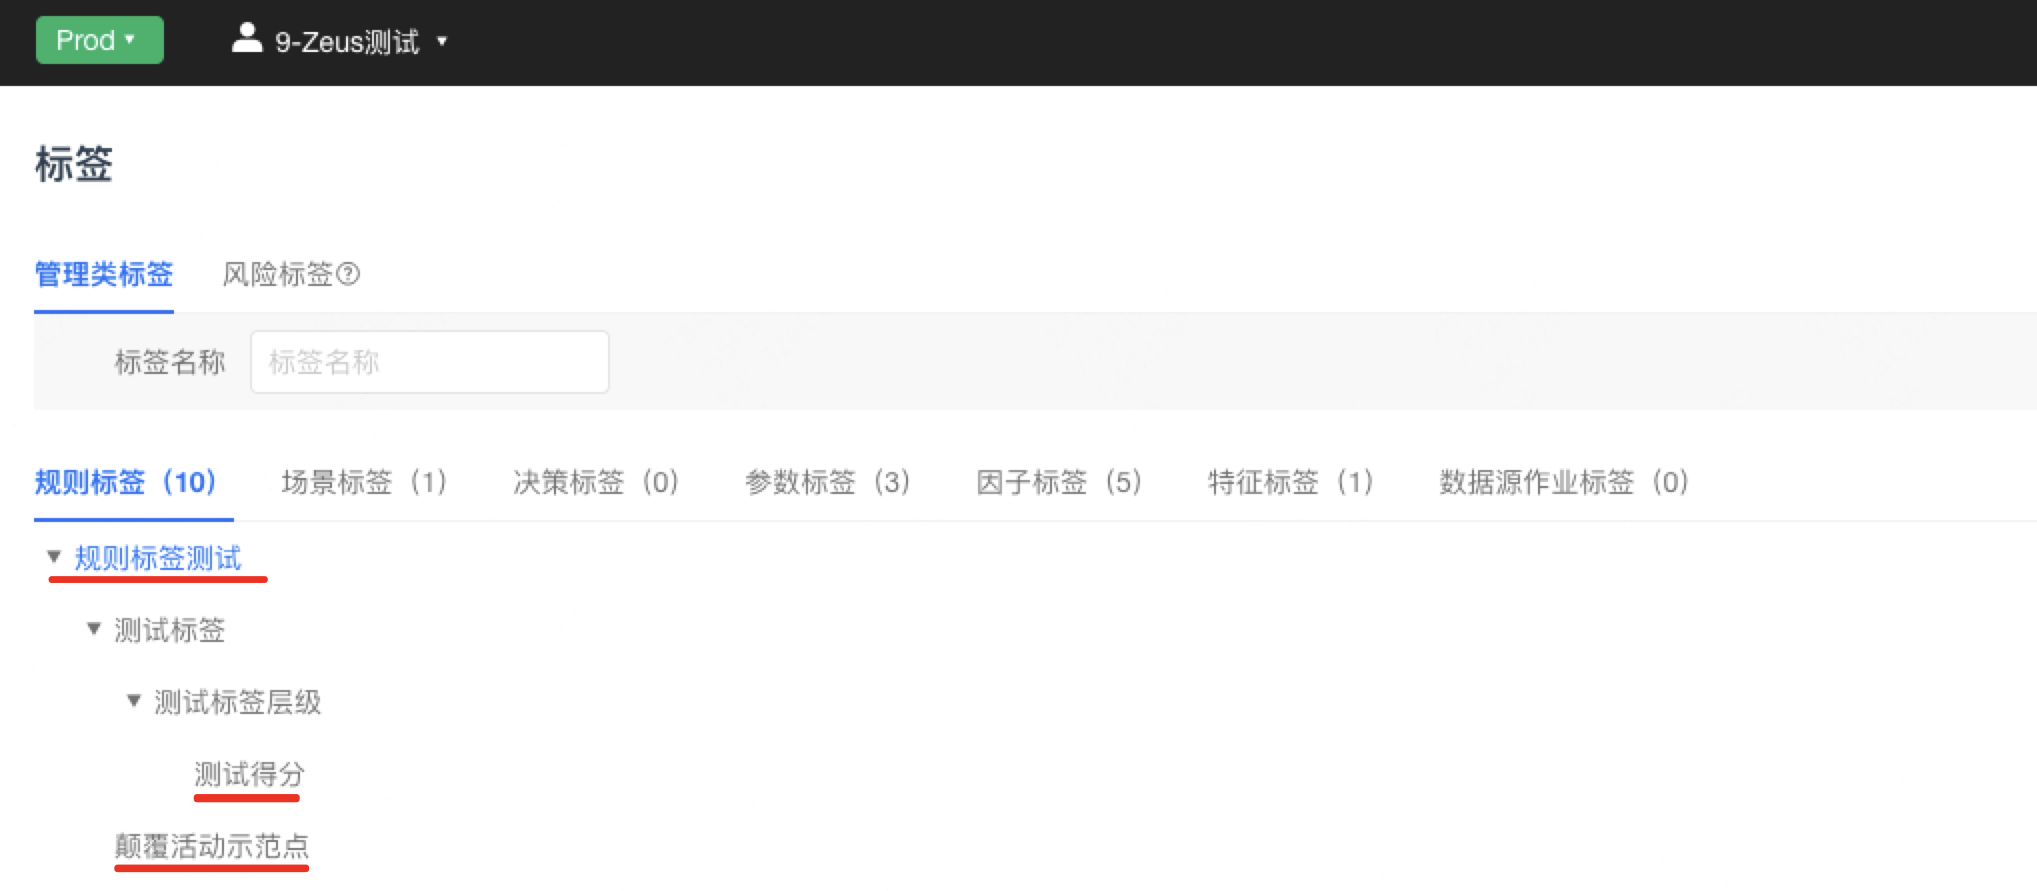 Prod 9-Zeus测试
标签
管理类标签 风险标签
标签名称 标签名称
规则标签（10） 场景标签（1） 决策标签（0） 参数标签（3） 因子标签（5） 特征标签（1） 数据源作业标签（0）
规则标签测试
测试标签
测试标签层级
测试得分
颠覆活动示范点